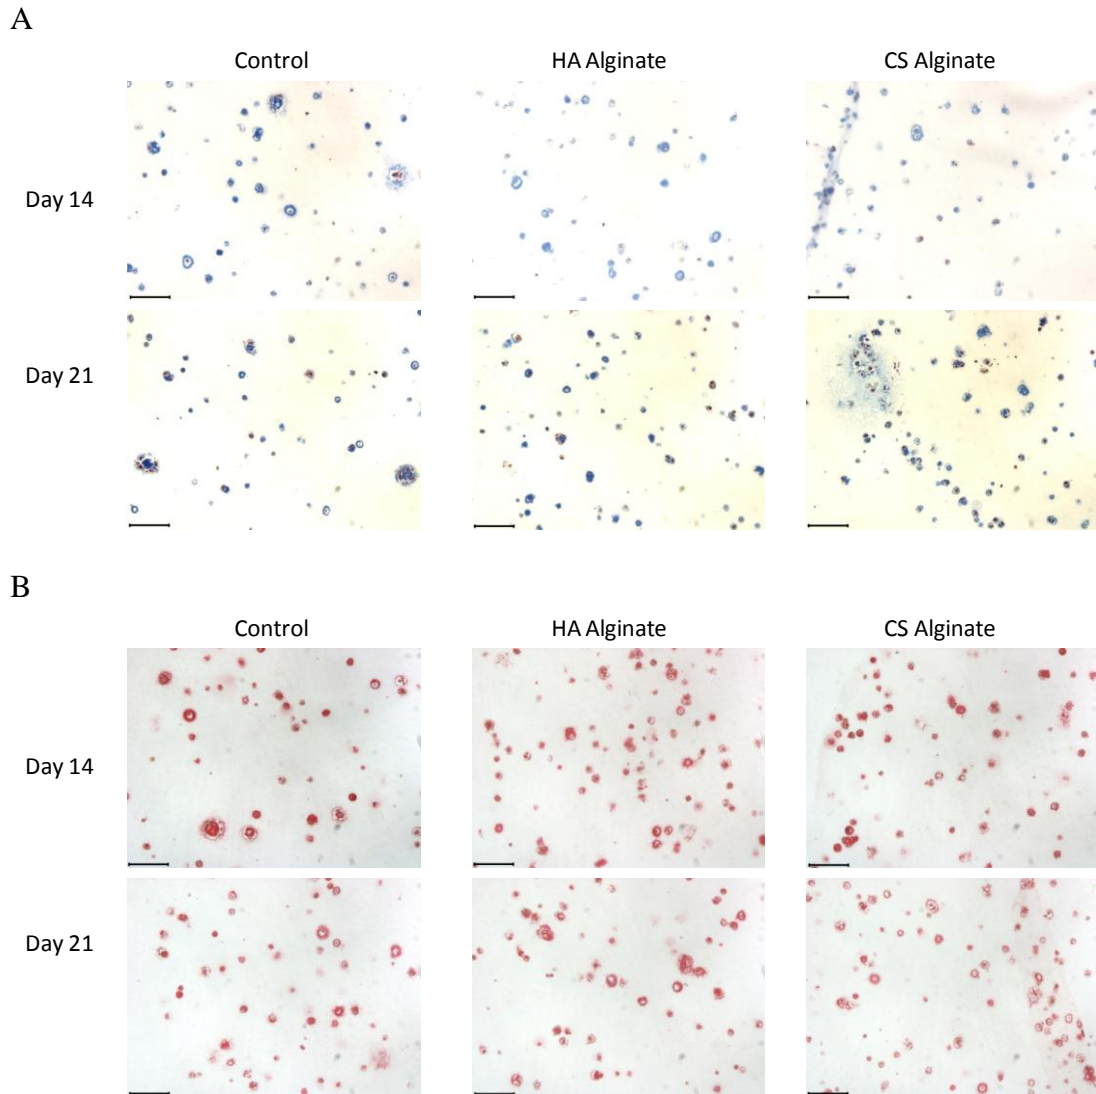 A
Control HA Alginate CS Alginate
Day 14
Day 21
B
Control HA Alginate CS Alginate
Day 14
Day 21